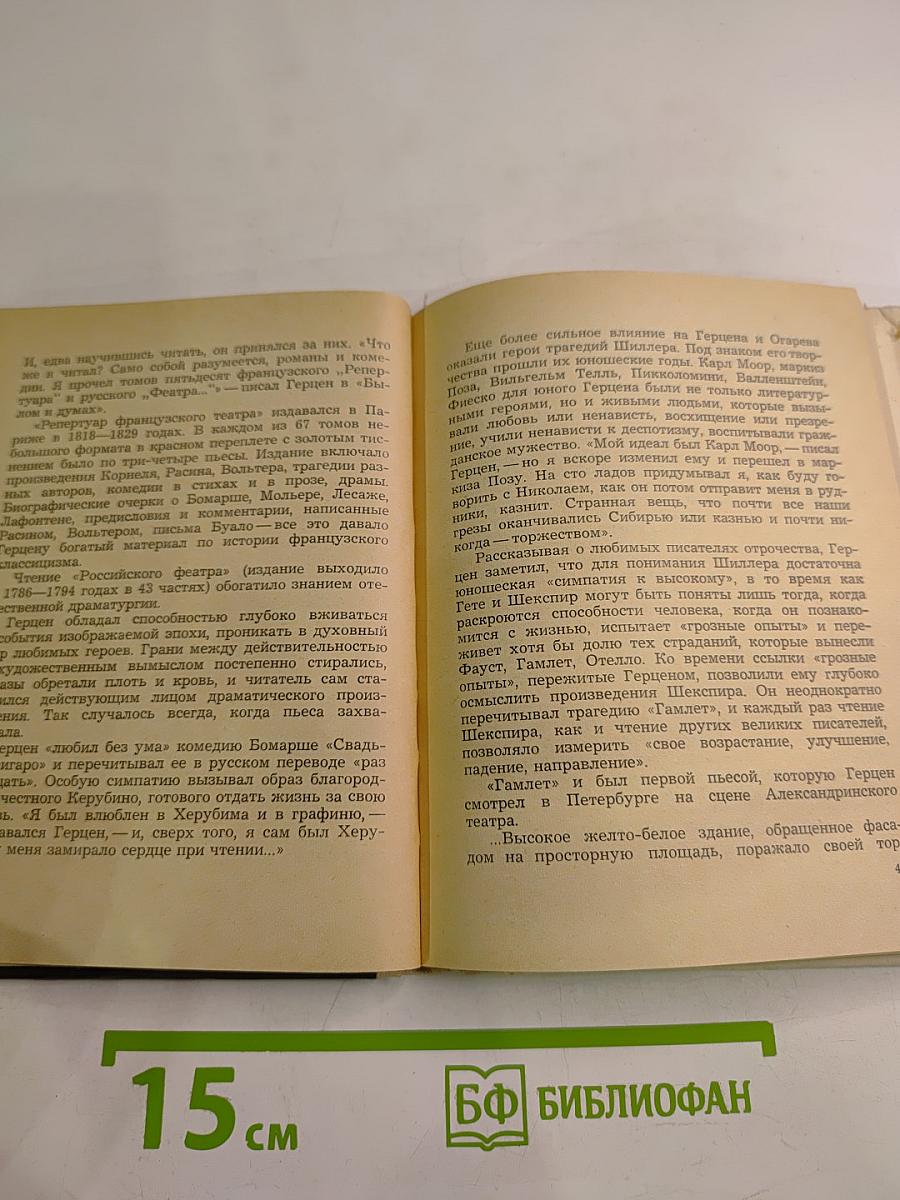 И, едва научившись читать, он принялся за них. «Что
же я читал? Само собой разумеется, романы и коме-
дии. Я прочел томов пятьдесят французского „Репер-
туара" и русского „Феатра..."» — писал Герцен в «Бы-
лом и думах».
«Репертуар французского театра» издавался в Па-
риже в 1818—1829 годах. В каждом из 67 томов не-
большого формата в красном переплете с золотым тис-
нением было по три-четыре пьесы. Издание включало
произведения Корнеля, Расина, Вольтера, трагедии раз-
ных авторов, комедии в стихах и в прозе, драмы.
Биографические очерки о Бомарше, Мольере, Лесаже,
Лафонтене, предисловия и комментарии, написанные
Расином, Вольтером, письма Буало — все это давало
Герцену богатый материал по истории французского
классицизма.
Чтение «Российского феатра» (издание выходило
1786—1794 годах в 43 частях) обогатило знанием оте-
ественной драматургии.
Герцен обладал способностью глубоко вживаться
события изображаемой эпохи, проникать в духовный
р любимых героев. Грани между действительностью
художественным вымыслом постепенно стирались,
азы обретали плоть и кровь, и читатель сам ста-
ился действующим лицом драматического произ-
ения. Так случалось всегда, когда пьеса захва-
ала.
ерцен «любил без ума» комедию Бомарше «Свадь-
игаро» и перечитывал ее в русском переводе «раз
цать». Особую симпатию вызывал образ благород-
честного Керубино, готового отдать жизнь за свою
вь. «Я был влюблен в Херубима и в графиню, —
авался Герцен, — и, сверх того, я сам был Херу-
у меня замирало сердце при чтении...»
Еще более сильное влияние на Герцена и Огарева
оказали герои трагедий Шиллера. Под знаком его твор-
чества прошли их юношеские годы. Карл Моор, маркиз
Поза, Вильгельм Телль, Пикколомини, Валленштейн,
Фиеско для юного Герцена были не только литератур-
ными героями, но и живыми людьми, которые вызы-
вали любовь или ненависть, восхищение или презре-
ние, учили ненависти к деспотизму, воспитывали граж-
данское мужество. «Мой идеал был Карл Моор, — писал
Герцен, — но я вскоре изменил ему и перешел в мар-
киза Позу. На сто ладов придумывал я, как буду го-
ворить с Николаем, как он потом отправит меня в руд-
ники, казнит. Странная вещь, что почти все наши
грезы оканчивались Сибирью или казнью и почти ни-
когда — торжеством».
Рассказывая о любимых писателях отрочества, Гер-
цен заметил, что для понимания Шиллера достаточна
юношеская «симпатия к высокому», в то время как
Гете и Шекспир могут быть поняты лишь тогда, когда
раскроются способности человека, когда он познако-
мится с жизнью, испытает «грозные опыты» и пере-
живет хотя бы долю тех страданий, которые вынесли
Фауст, Гамлет, Отелло. Ко времени ссылки «грозные
опыты», пережитые Герценом, позволили ему глубоко
осмыслить произведения Шекспира. Он неоднократно
перечитывал трагедию «Гамлет», и каждый раз чтение
Шекспира, как и чтение других великих писателей,
позволяло измерить «свое возрастание, улучшение,
падение, направление».
«Гамлет» и был первой пьесой, которую Герцен
смотрел в Петербурге на сцене Александринского
театра.
...Высокое желто-белое здание, обращенное фаса-
дом на просторную площадь, поражало своей тор
4
15 см
БФ БИБЛИОФАН